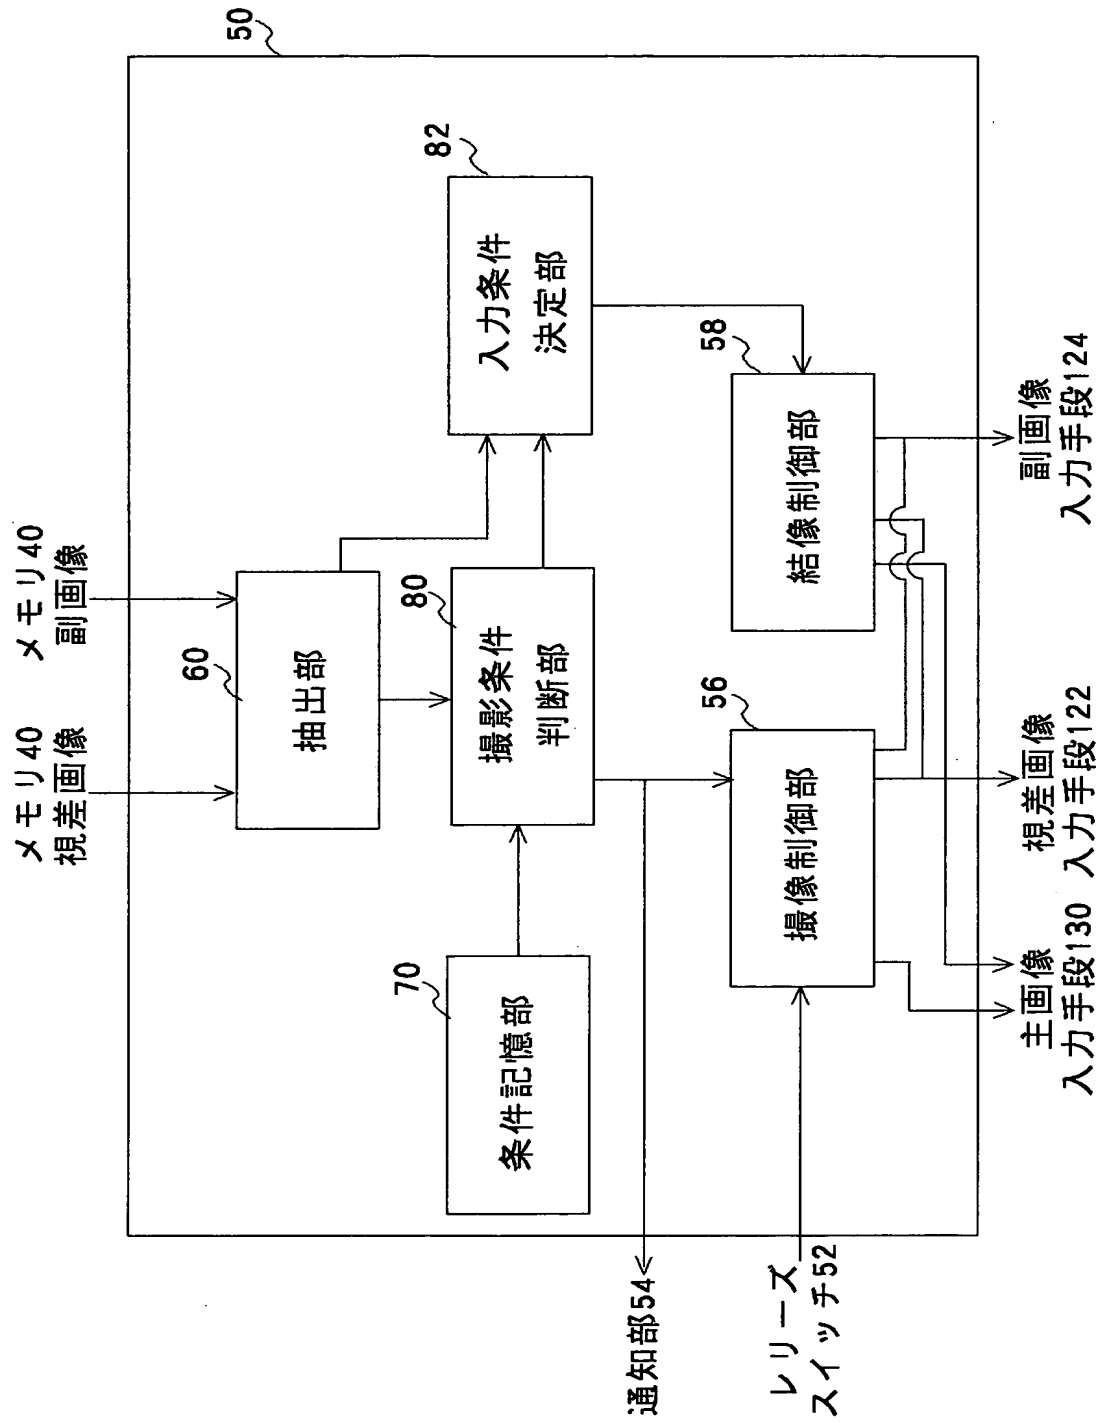 50
メモリ40
視差画像
メモリ40
副画像
60
抽出部
82
入力条件
決定部
70
条件記憶部
80
撮影条件
判断部
58
結像制御部
56
撮像制御部
通知部54
レリーズ
スイッチ52
主画像
入力手段130
視差画像
入力手段122
副画像
入力手段124